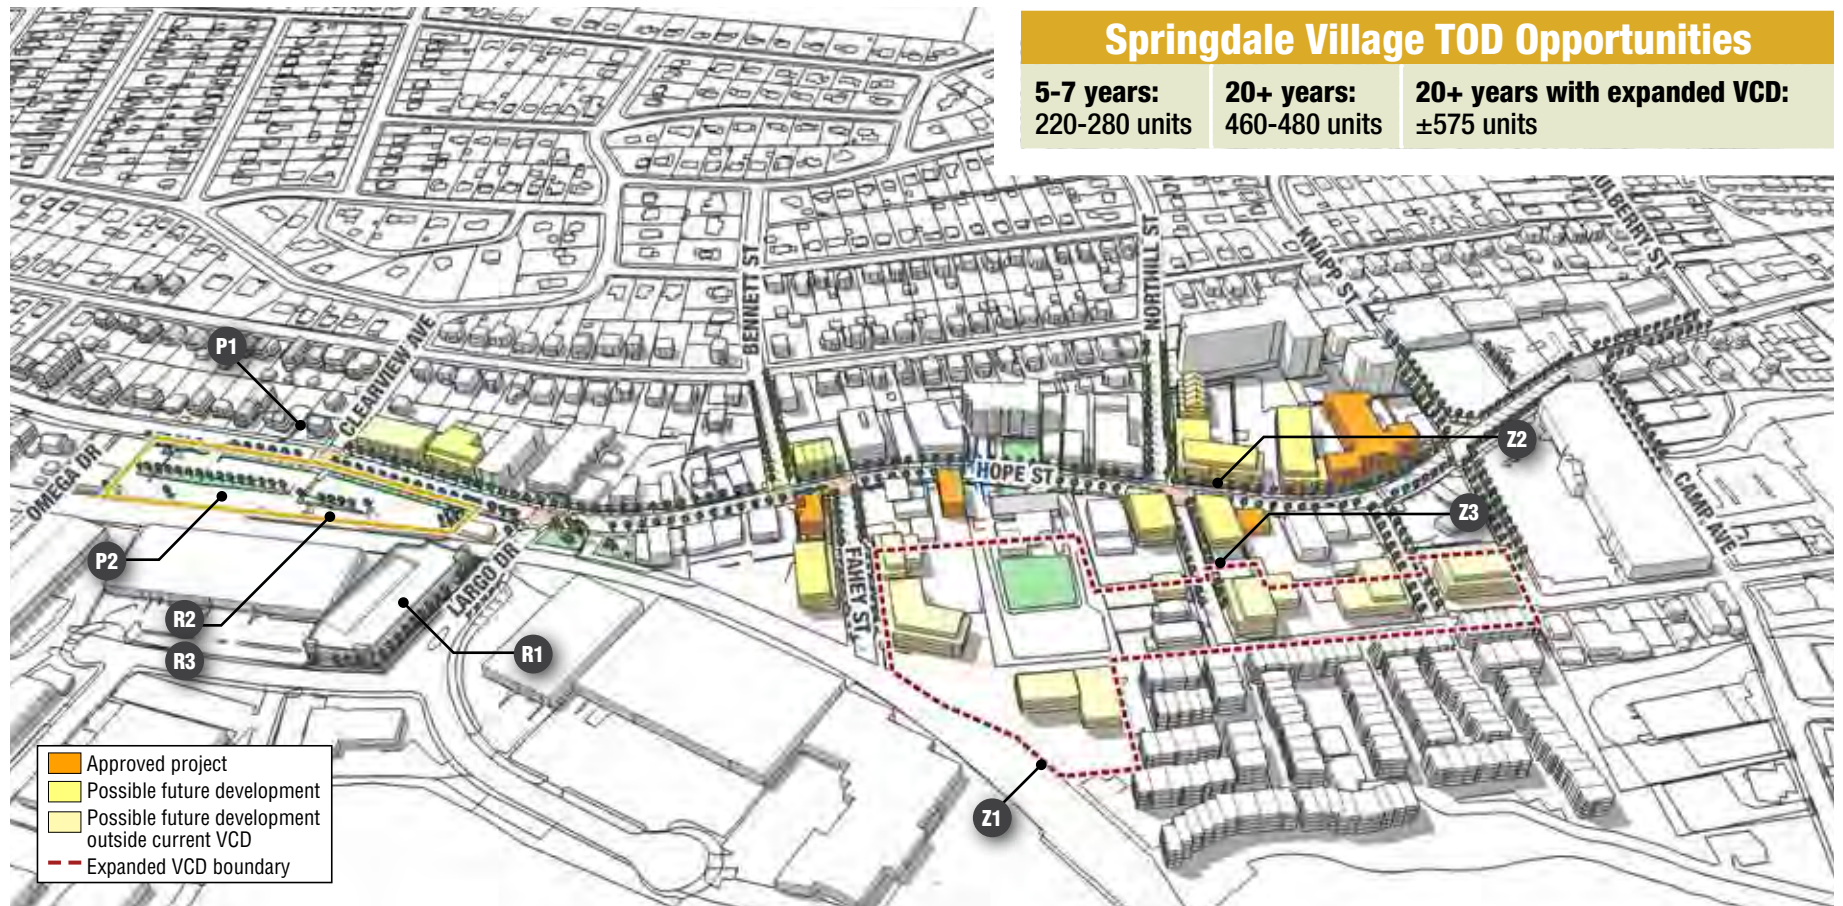 Springdale Village TOD Opportunities
5-7 years:
220-280 units
20+ years:
460-480 units
20+ years with expanded VCD:
±575 units
BENNETT ST
NORTHILL ST
KNAPP ST
P1
CLEARVIEW AVE
OMEGA DR
HOPE ST
Z2
CAMP AVE
Z3
P2
LARGO DR
FAHEY ST
R2
R3
R1
Z1
Approved project
Possible future development
Possible future development
outside current VCD
Expanded VCD boundary